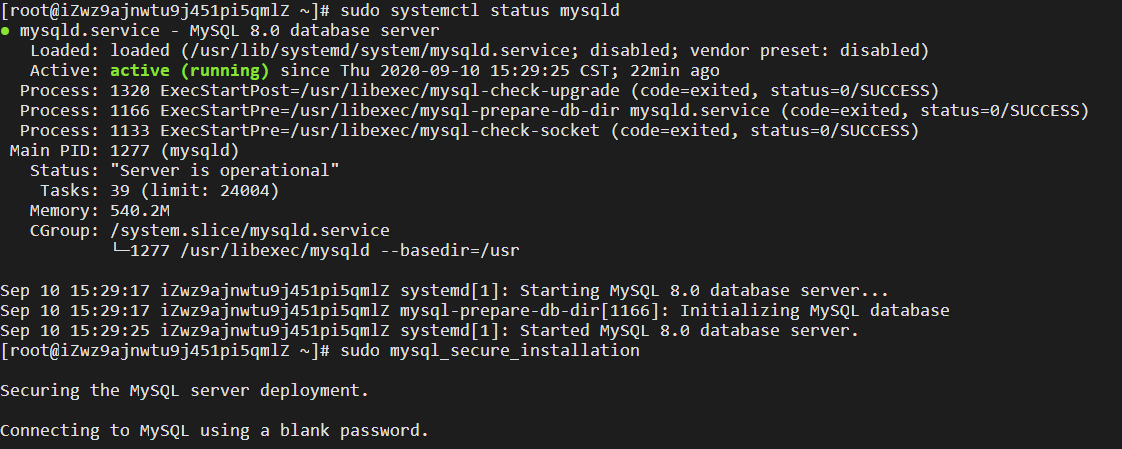 [root@iZwz9ajnwtu9j451pi5qmlZ ~]# sudo systemctl status mysqld
● mysqld.service - MySQL 8.0 database server
   Loaded: loaded (/usr/lib/systemd/system/mysqld.service; disabled; vendor preset: disabled)
   Active: active (running) since Thu 2020-09-10 15:29:25 CST; 22min ago
  Process: 1320 ExecStartPost=/usr/libexec/mysql-check-upgrade (code=exited, status=0/SUCCESS)
  Process: 1166 ExecStartPre=/usr/libexec/mysql-prepare-db-dir mysqld.service (code=exited, status=0/SUCCESS)
  Process: 1133 ExecStartPre=/usr/libexec/mysql-check-socket (code=exited, status=0/SUCCESS)
 Main PID: 1277 (mysqld)
   Status: "Server is operational"
    Tasks: 39 (limit: 24004)
   Memory: 540.2M
   CGroup: /system.slice/mysqld.service
           └─1277 /usr/libexec/mysqld --basedir=/usr

Sep 10 15:29:17 iZwz9ajnwtu9j451pi5qmlZ systemd[1]: Starting MySQL 8.0 database server...
Sep 10 15:29:17 iZwz9ajnwtu9j451pi5qmlZ mysql-prepare-db-dir[1166]: Initializing MySQL database
Sep 10 15:29:25 iZwz9ajnwtu9j451pi5qmlZ systemd[1]: Started MySQL 8.0 database server.
[root@iZwz9ajnwtu9j451pi5qmlZ ~]# sudo mysql_secure_installation

Securing the MySQL server deployment.

Connecting to MySQL using a blank password.